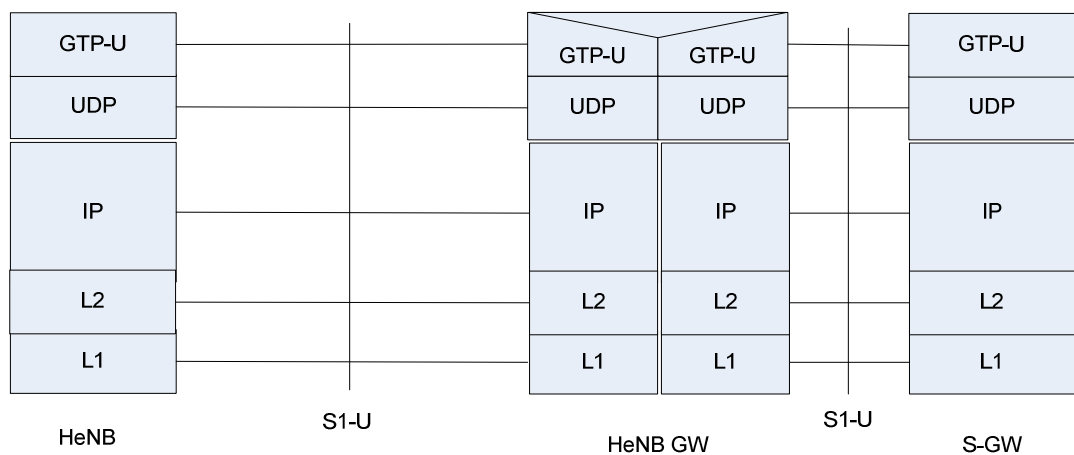 GTP-U
GTP-U
GTP-U
GTP-U
UDP
UDP
UDP
UDP
IP
IP
IP
IP
L2
L2
L2
L2
L1
L1
L1
L1
S1-U
S1-U
HeNB
HeNB GW
S-GW